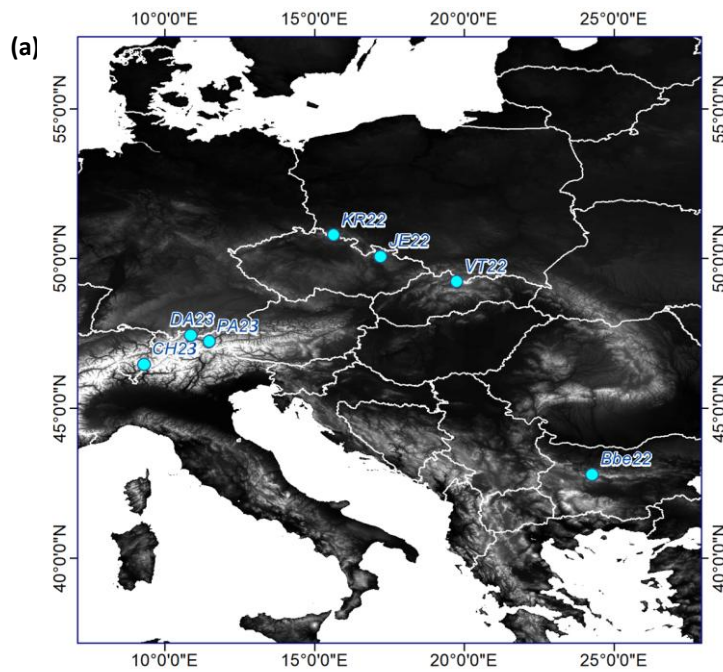 10°0'0"E 15°0'0"E 20°0'0"E 25°0'0"E
(a)
55°0'0"N 55°0'0"N
KR22
JE22
50°0'0"N 50°0'0"N
VT22
DA23
PA23
CH23
45°0'0"N 45°0'0"N
Bbe22
40°0'0"N 40°0'0"N
10°0'0"E 15°0'0"E 20°0'0"E 25°0'0"E